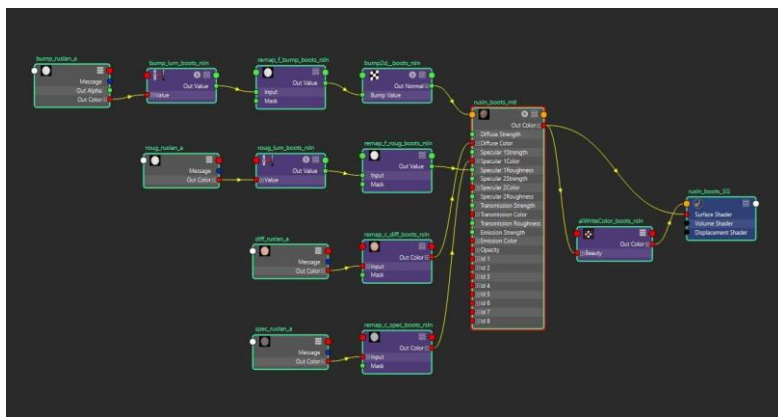 bump_ruslan_a
Message
Out Alpha
Out Color
bump_lum_boots_rsln
Out Value
Value
remap_f_bump_boots_rsln
Out Value
Input
Mask
bump2d__boots_rsln
Out Normal
Bump Value
roug_ruslan_a
Message
Out Color
roug_lum_boots_rsln
Out Value
Value
remap_f_roug_boots_rsln
Out Value
Input
Mask
diff_ruslan_a
Message
Out Color
remap_c_diff_boots_rsln
Out Color
Input
Mask
spec_ruslan_a
Message
Out Color
remap_c_spec_boots_rsln
Out Color
Input
Mask
rusln_boots_mtl
Out Color
Diffuse Strength
Diffuse Color
Specular 1Strength
Specular 1Color
Specular 1Roughness
Specular 2Strength
Specular 2Color
Specular 2Roughness
Transmission Strength
Transmission Color
Transmission Roughness
Emission Strength
Emission Color
Opacity
Id 1
Id 2
Id 3
Id 4
Id 5
Id 6
Id 7
Id 8
aiWriteColor_boots_rsln
Out Color
Beauty
rusln_boots_SG
Surface Shader
Volume Shader
Displacement Shader